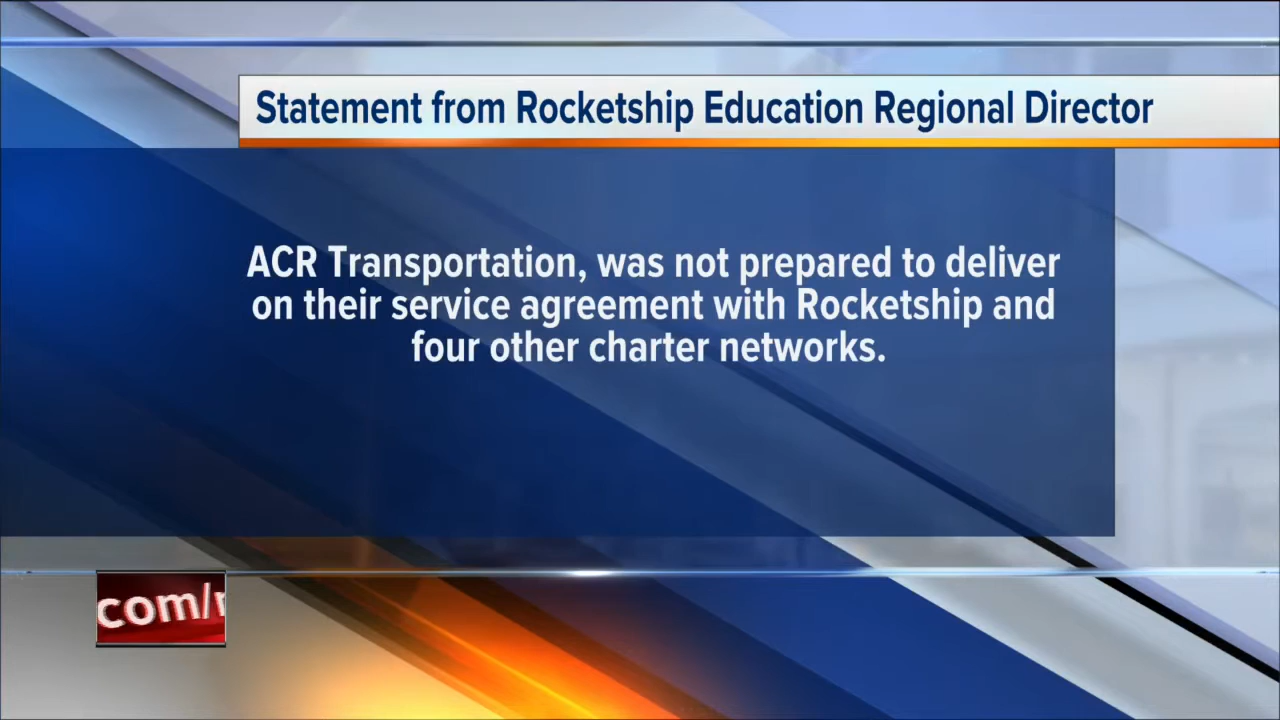 Statement from Rocketship Education Regional Director
ACR Transportation, was not prepared to deliver
on their service agreement with Rocketship and
four other charter networks.
com/